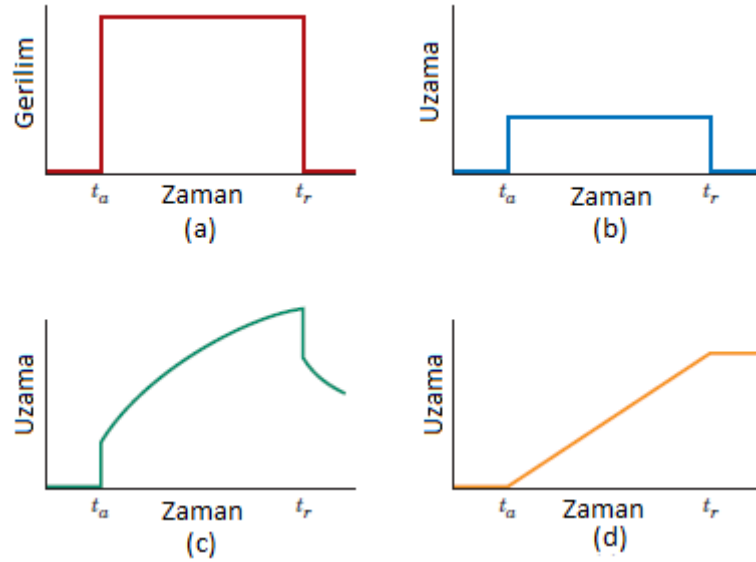 Gerilim
t_a Zaman t_r
(a)
Uzama
t_a Zaman t_r
(b)
Uzama
t_a Zaman t_r
(c)
Uzama
t_a Zaman t_r
(d)